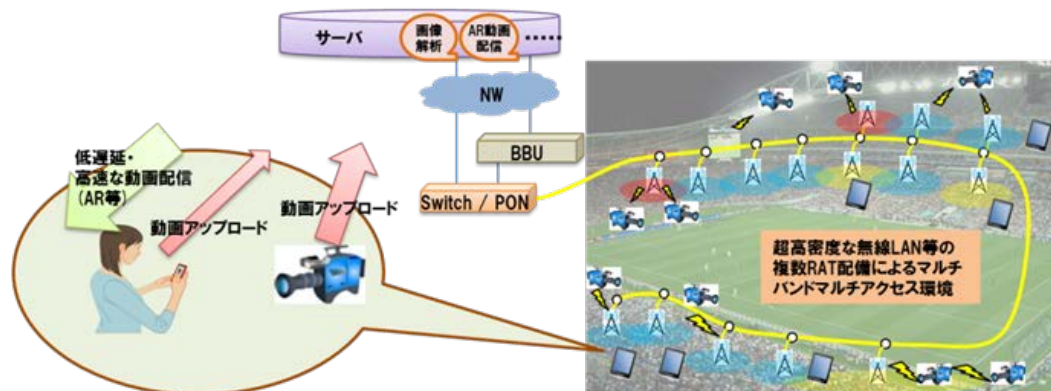 サーバ
画像
解析
AR動画
配信
‥‥‥
NW
BBU
Switch / PON
低遅延・
高速な動画配信
(AR等)
動画アップロード
動画アップロード
超高密度な無線LAN等の
複数RAT配備によるマルチ
バンドマルチアクセス環境